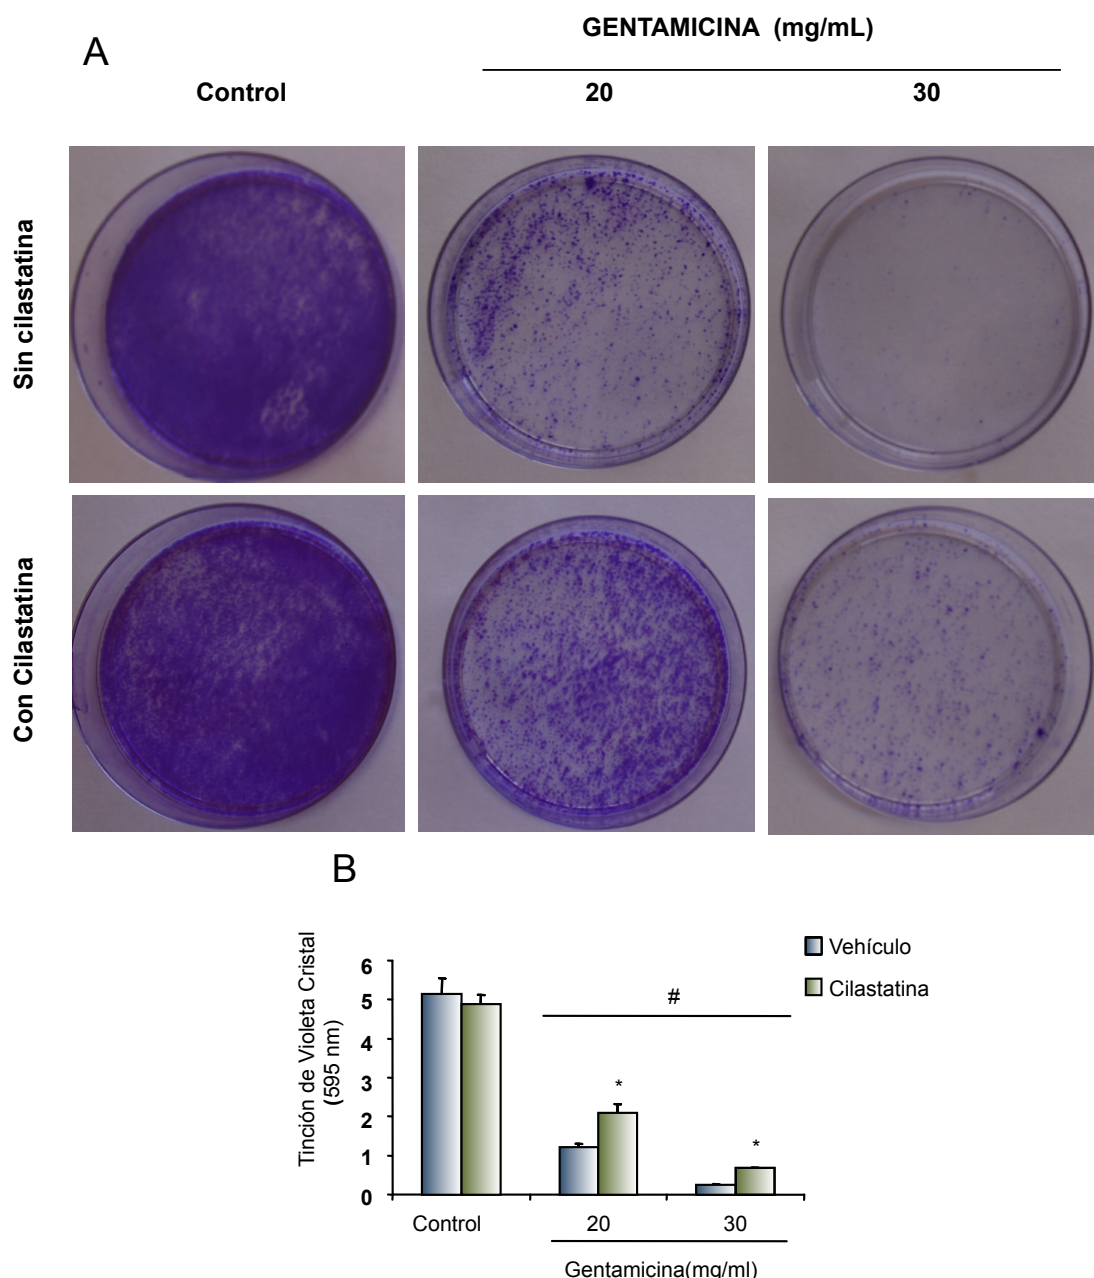 A
GENTAMICINA (mg/mL)
Control
20
30
Sin cilastatina
Con Cilastatina
B
Tinción de Violeta Cristal
(595 nm)
6
5
4
3
2
1
0
#
*
*
Vehículo
Cilastatina
Control
20
30
Gentamicina(mg/ml)